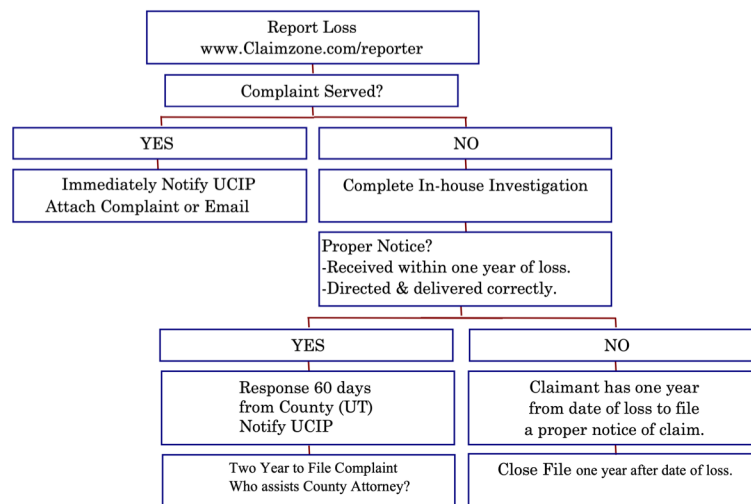 Report Loss
www.Claimzone.com/reporter
Complaint Served?
YES
NO
Immediately Notify UCIP
Attach Complaint or Email
Complete In-house Investigation
Proper Notice?
-Received within one year of loss.
-Directed & delivered correctly.
YES
NO
Response 60 days
from County (UT)
Notify UCIP
Claimant has one year
from date of loss to file
a proper notice of claim.
Two Year to File Complaint
Who assists County Attorney?
Close File one year after date of loss.